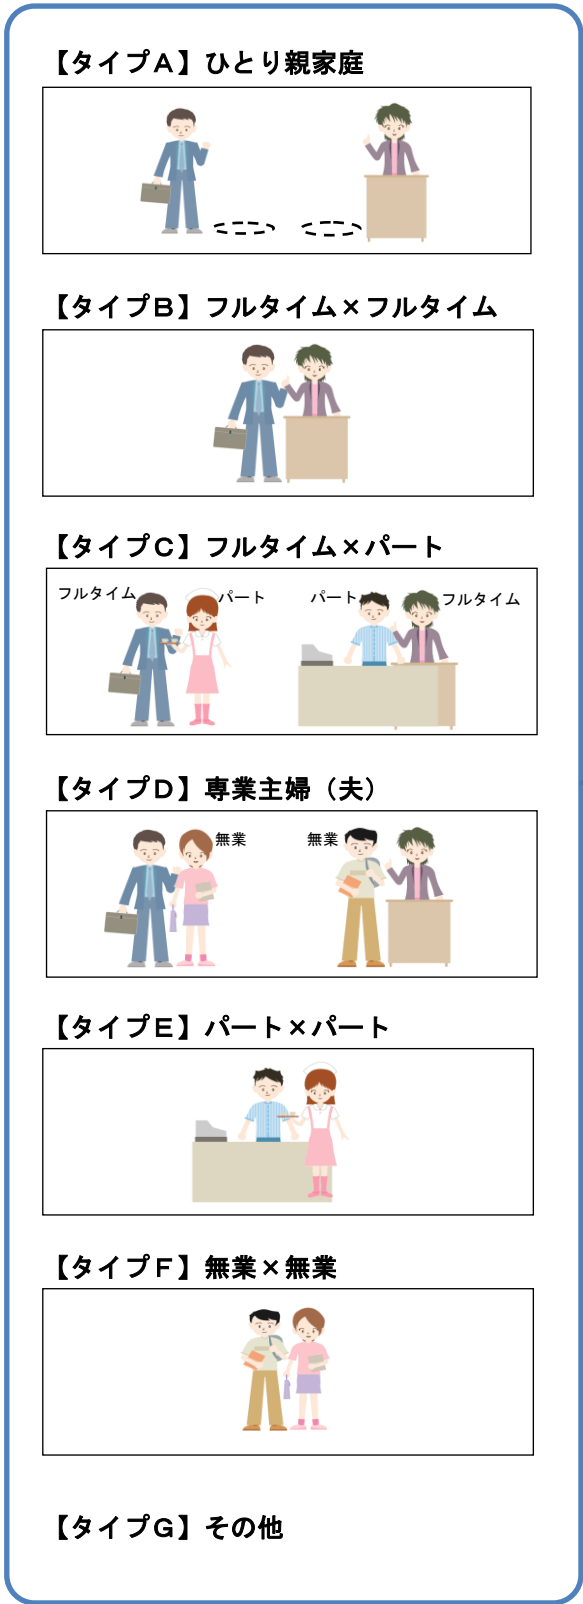 【タイプA】ひとり親家庭
【タイプB】フルタイム×フルタイム
【タイプC】フルタイム×パート
フルタイム パート パート フルタイム
【タイプD】専業主婦（夫）
無業 無業
【タイプE】パート×パート
【タイプF】無業×無業
【タイプG】その他